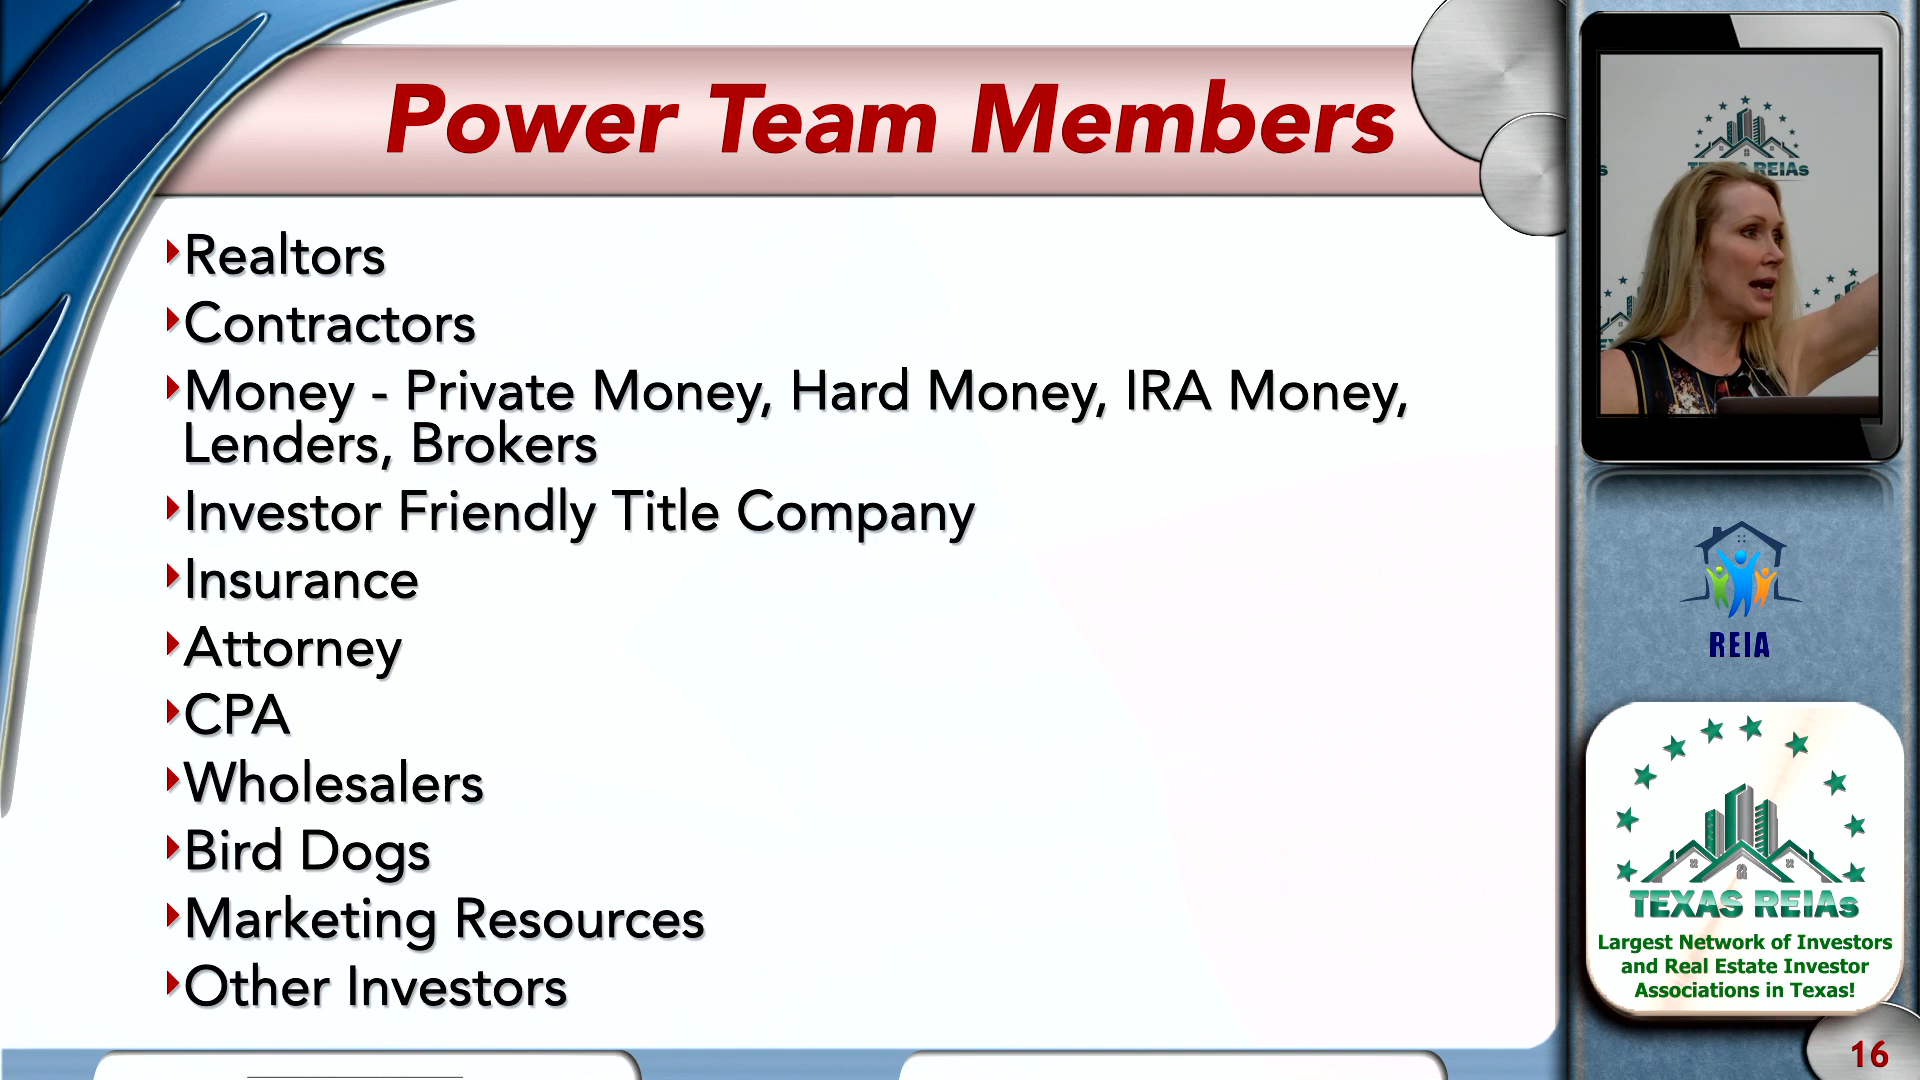 Power Team Members
Realtors
Contractors
Money - Private Money, Hard Money, IRA Money,
Lenders, Brokers
Investor Friendly Title Company
Insurance
Attorney
CPA
Wholesalers
Bird Dogs
Marketing Resources
Other Investors
REIAs
REIA
TEXAS REIAs
Largest Network of Investors
and Real Estate Investor
Associations in Texas!
16